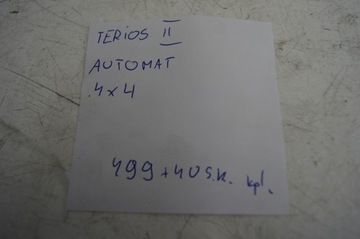 TERIOS II
AUTOMAT
.4x4
499+40 S.K. kpl.